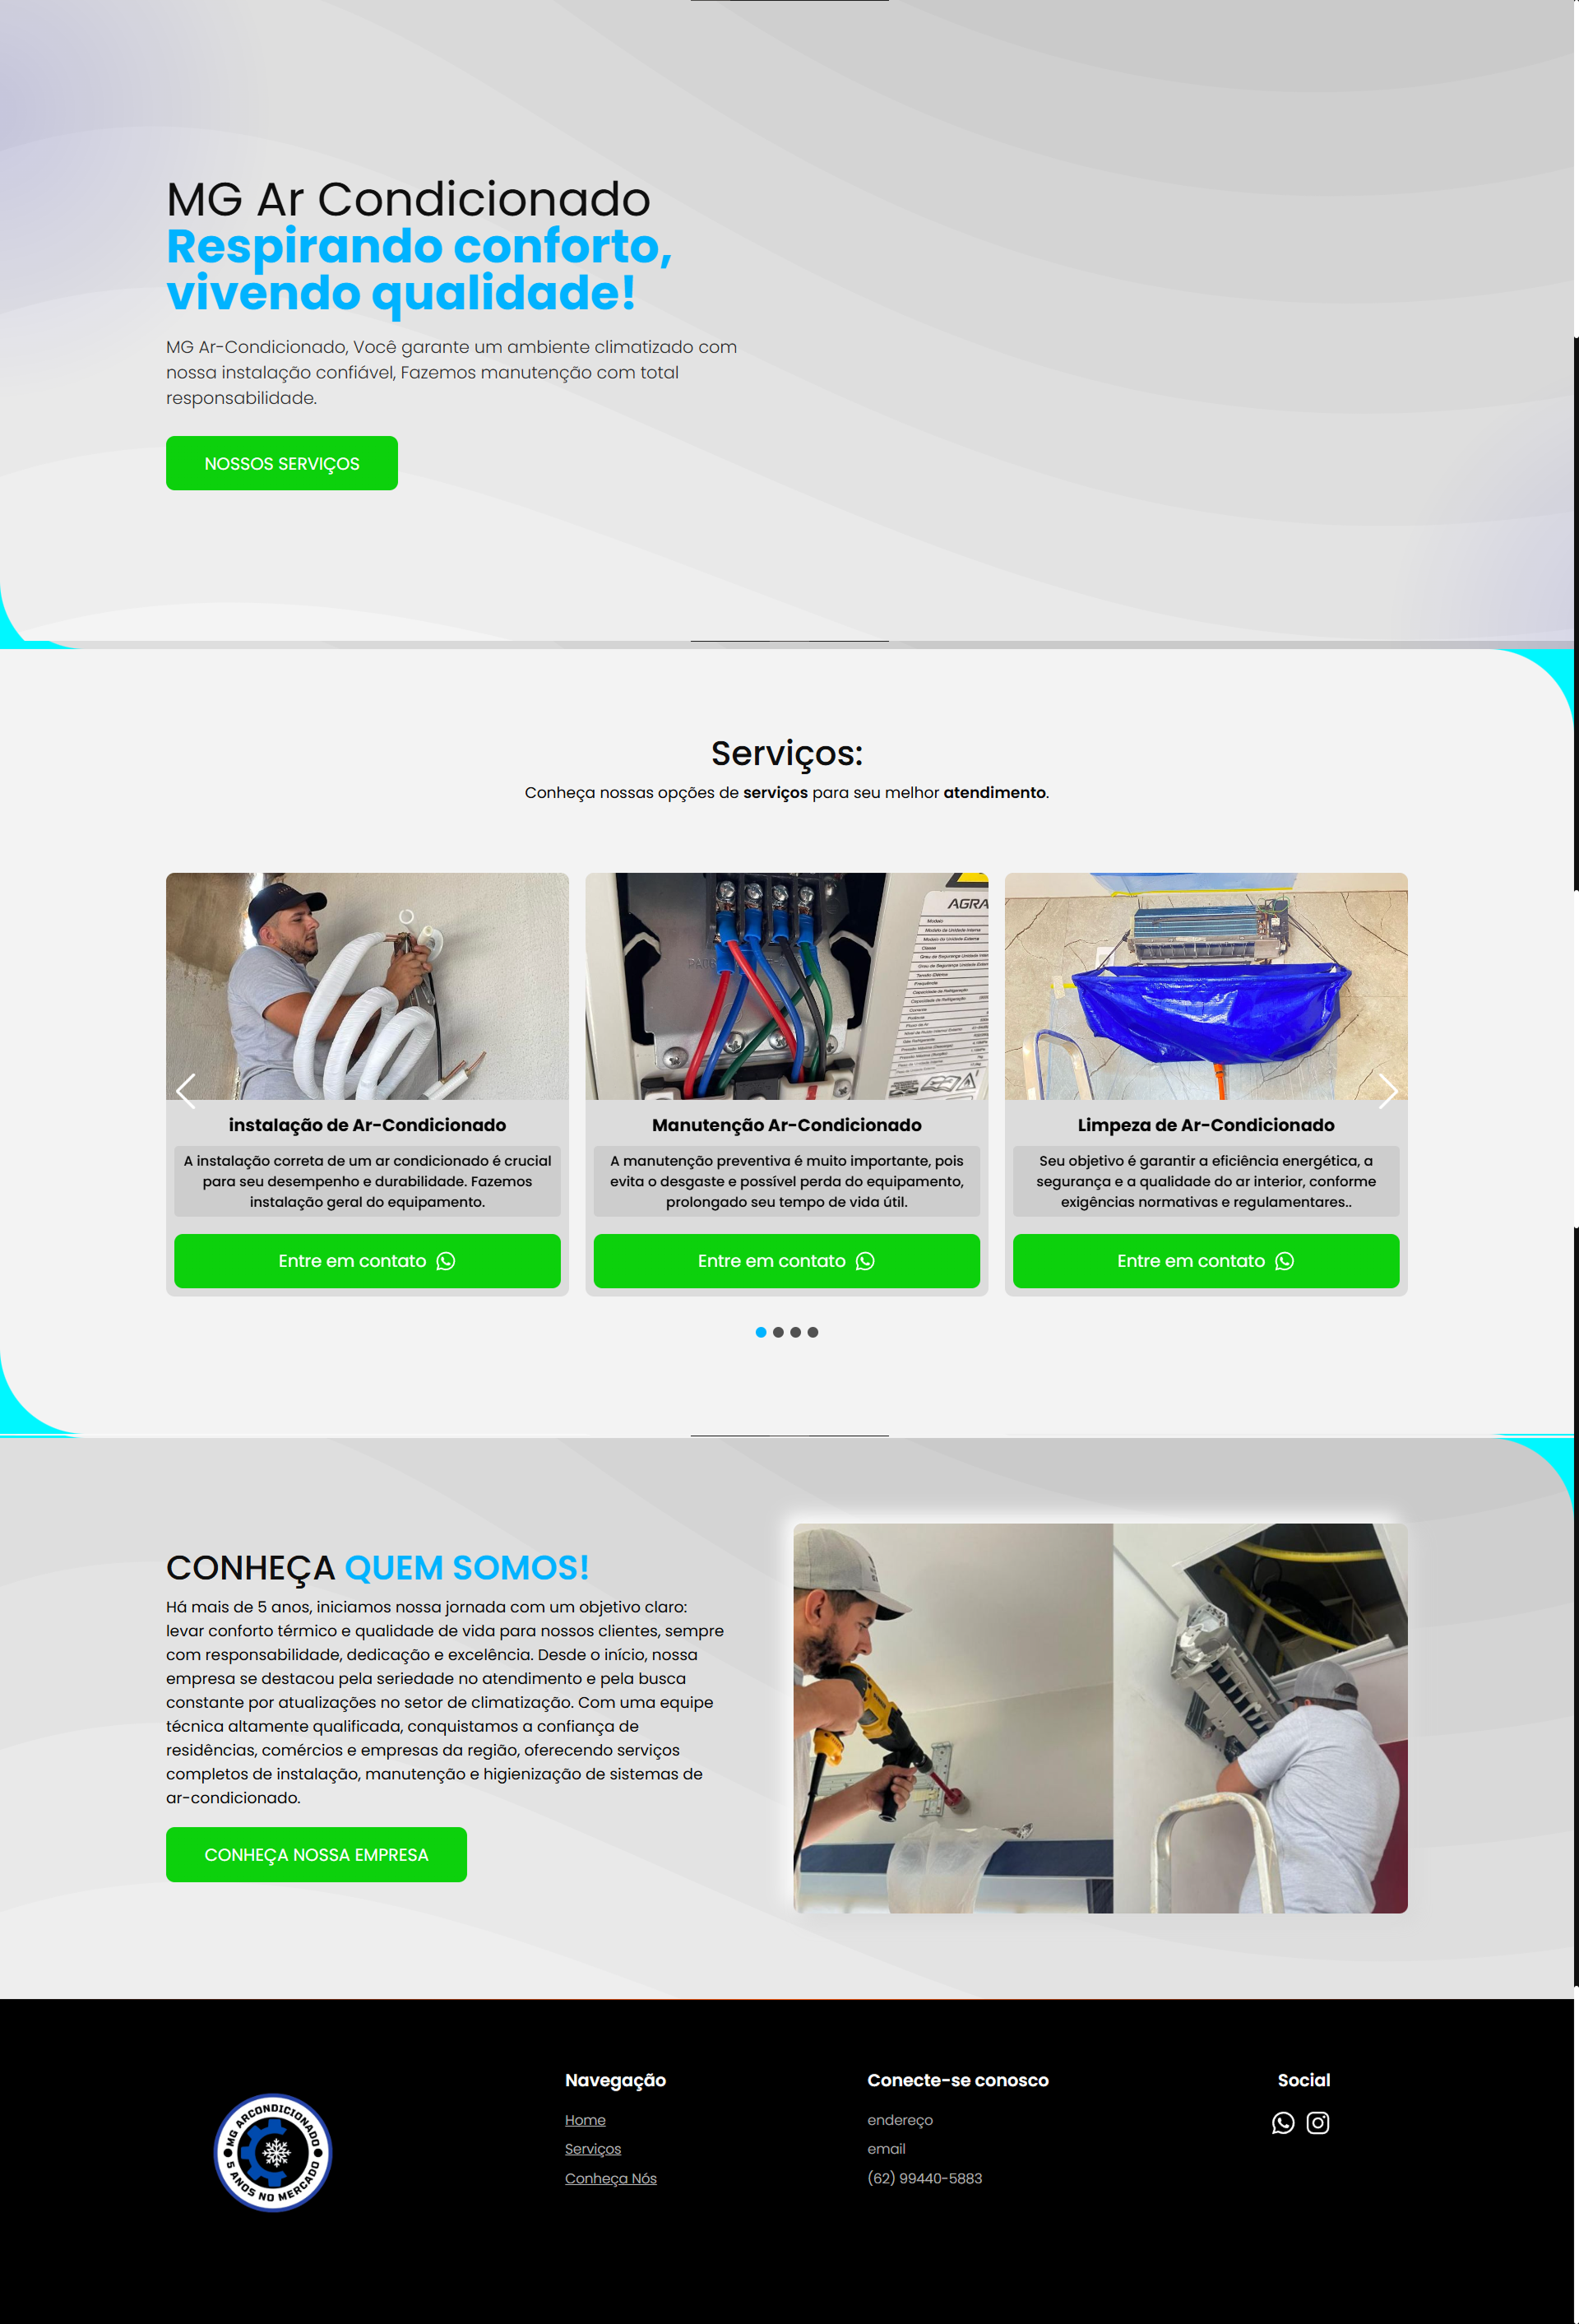 MG Ar Condicionado
Respirando conforto,
vivendo qualidade!
MG Ar-Condicionado, Você garante um ambiente climatizado com
nossa instalação confiável, Fazemos manutenção com total
responsabilidade.
NOSSOS SERVIÇOS
Serviços:
Conheça nossas opções de serviços para seu melhor atendimento.
AGRA
Modelo
instalação de Ar-Condicionado
A instalação correta de um ar condicionado é crucial
para seu desempenho e durabilidade. Fazemos
instalação geral do equipamento.
Entre em contato
Manutenção Ar-Condicionado
A manutenção preventiva é muito importante, pois
evita o desgaste e possível perda do equipamento,
prolongado seu tempo de vida útil.
Entre em contato
Limpeza de Ar-Condicionado
Seu objetivo é garantir a eficiência energética, a
segurança e a qualidade do ar interior, conforme
exigências normativas e regulamentares..
Entre em contato
CONHEÇA QUEM SOMOS!
Há mais de 5 anos, iniciamos nossa jornada com um objetivo claro:
levar conforto térmico e qualidade de vida para nossos clientes, sempre
com responsabilidade, dedicação e excelência. Desde o início, nossa
empresa se destacou pela seriedade no atendimento e pela busca
constante por atualizações no setor de climatização. Com uma equipe
técnica altamente qualificada, conquistamos a confiança de
residências, comércios e empresas da região, oferecendo serviços
completos de instalação, manutenção e higienização de sistemas de
ar-condicionado.
CONHEÇA NOSSA EMPRESA
MG ARCONDICIONADO
5 ANOS NO MERCADO
Navegação
Home
Serviços
Conheça Nós
Conecte-se conosco
endereço
email
(62) 99440-5883
Social